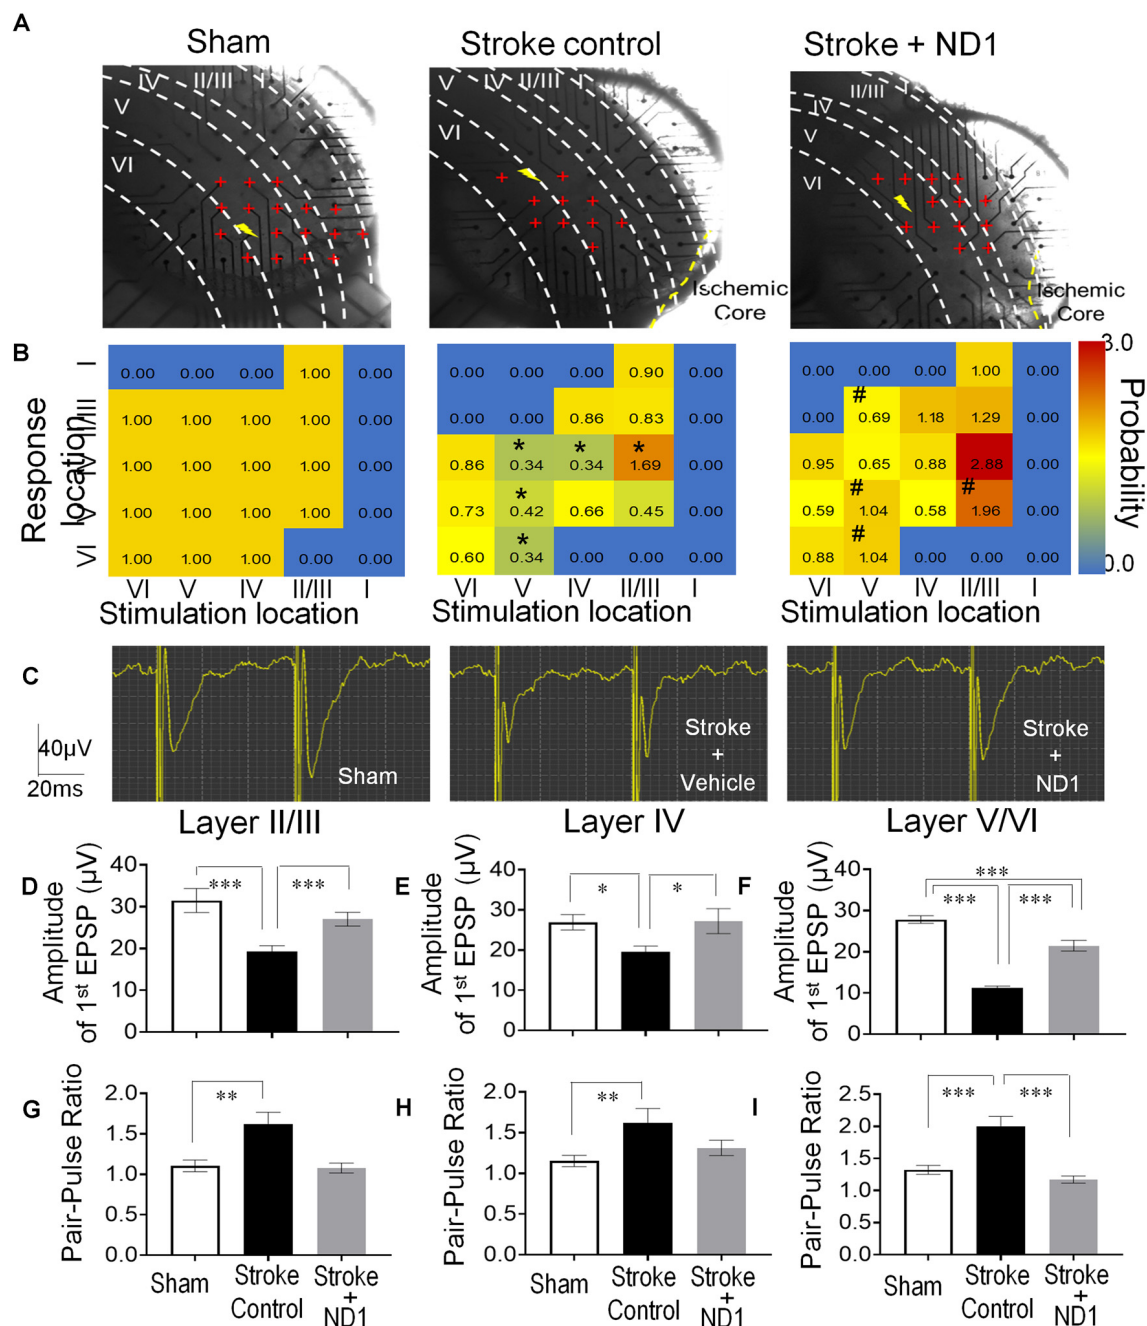 A
Sham
Stroke control
Stroke + ND1
IV II/III I
V
VI
IV II/III I
V
VI
II/III I
IV
V
VI
Ischemic
Core
Ischemic
Core
B
Response
location
I
II/III
IV
V
VI
0.00 0.00 0.00 1.00 0.00
1.00 1.00 1.00 1.00 0.00
1.00 1.00 1.00 1.00 0.00
1.00 1.00 1.00 1.00 0.00
1.00 1.00 1.00 0.00 0.00
VI V IV II/III I
Stimulation location
0.00 0.00 0.00 0.90 0.00
0.00 0.00 0.86 0.83 0.00
* * *
0.86 0.34 0.34 1.69 0.00
*
0.73 0.42 0.66 0.45 0.00
*
0.60 0.34 0.00 0.00 0.00
VI V IV II/III I
Stimulation location
0.00 0.00 0.00 1.00 0.00
#
0.00 0.69 1.18 1.29 0.00
0.95 0.65 0.88 2.88 0.00
# #
0.59 1.04 0.58 1.96 0.00
#
0.88 1.04 0.00 0.00 0.00
VI V IV II/III I
Stimulation location
3.0
Probability
0.0
C
40μV
20ms
Sham
Stroke
+
Vehicle
Stroke
+
ND1
Layer II/III
Layer IV
Layer V/VI
D
Amplitude
of 1st EPSP (μV)
40
30
20
10
0
*** ***
E
Amplitude
of 1st EPSP (μV)
40
30
20
10
0
* *
F
Amplitude
of 1st EPSP (μV)
40
30
20
10
0
***
*** ***
G
Pair-Pulse Ratio
2.0
1.5
1.0
0.5
0.0
**
Sham
Stroke
Control
Stroke
+
ND1
H
Pair-Pulse Ratio
2.0
1.5
1.0
0.5
0.0
**
Sham
Stroke
Control
Stroke
+
ND1
I
Pair-Pulse Ratio
2.5
2.0
1.5
1.0
0.5
0.0
*** ***
Sham
Stroke
Control
Stroke
+
ND1